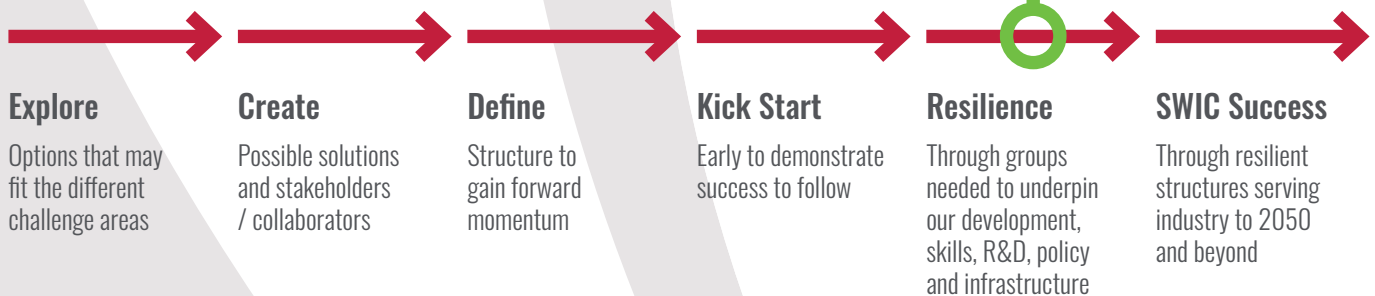 Explore
Options that may
fit the different
challenge areas
Create
Possible solutions
and stakeholders
/ collaborators
Define
Structure to
gain forward
momentum
Kick Start
Early to demonstrate
success to follow
Resilience
Through groups
needed to underpin
our development,
skills, R&D, policy
and infrastructure
SWIC Success
Through resilient
structures serving
industry to 2050
and beyond